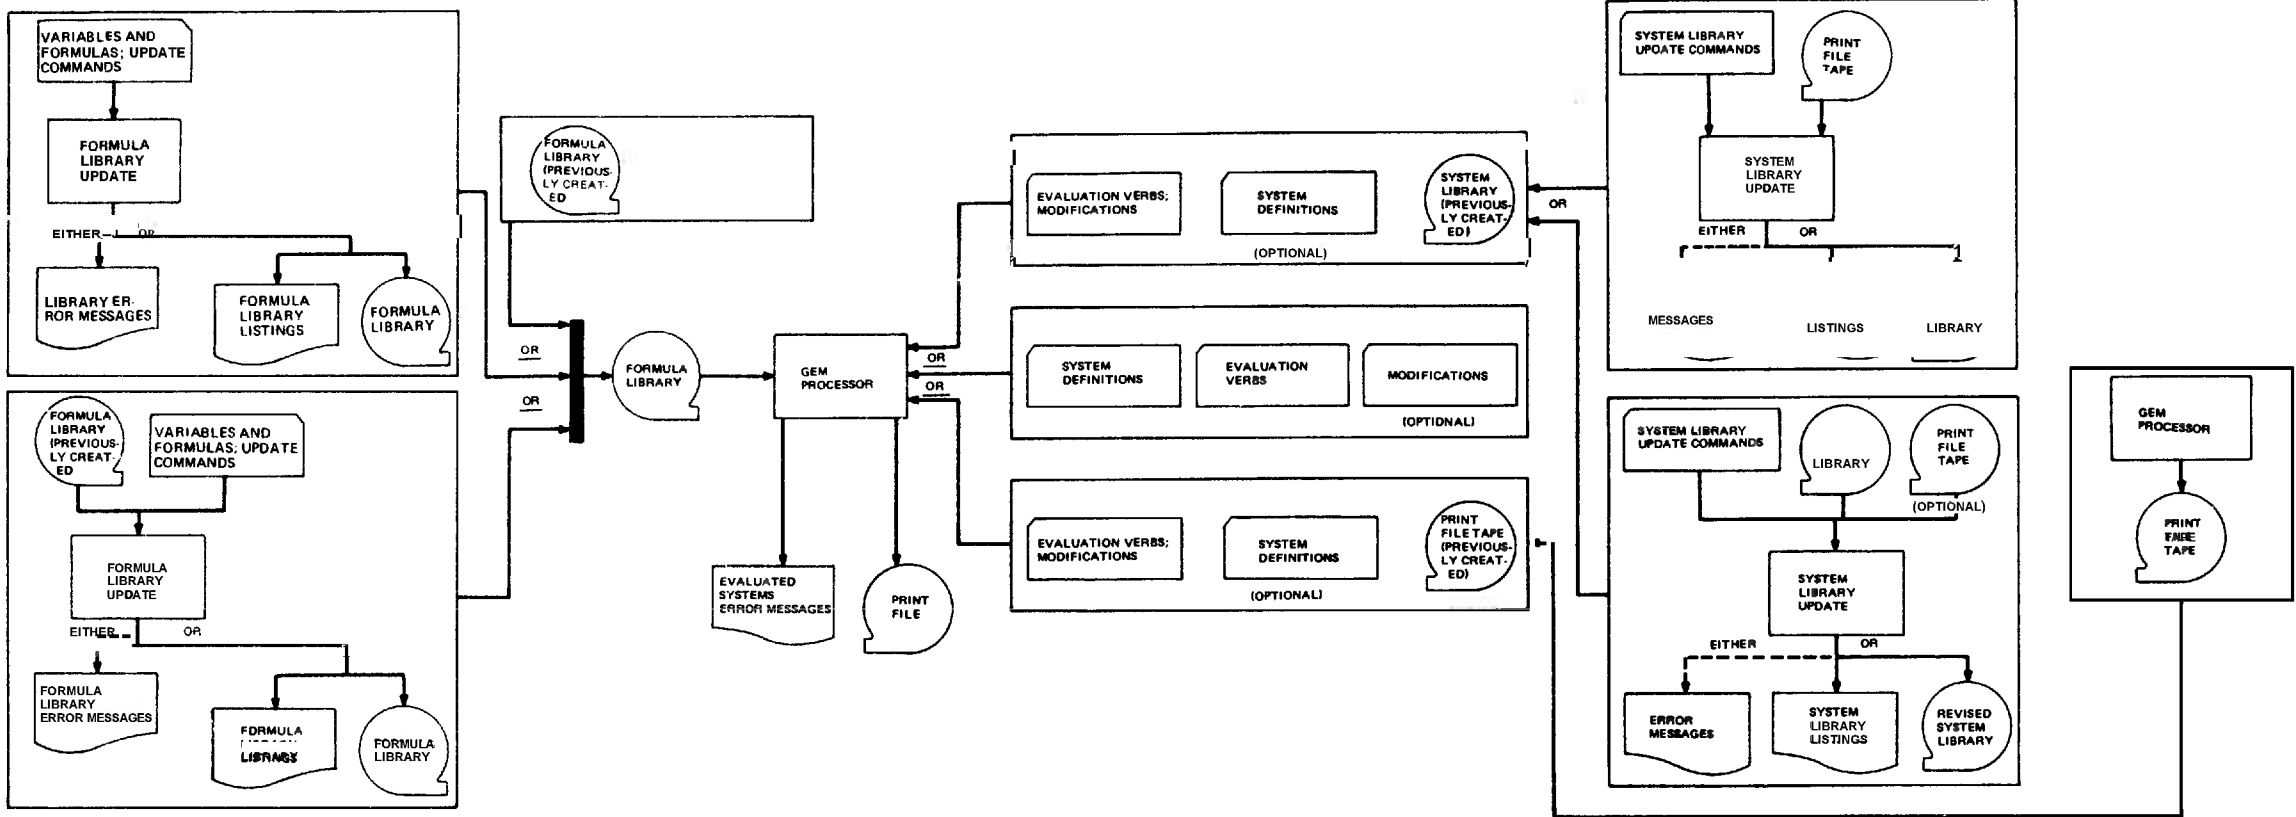 VARIABLES AND
FORMULAS; UPDATE
COMMANDS
FORMULA
LIBRARY
UPDATE
EITHER
OR
LIBRARY ER-
ROR MESSAGES
FORMULA
LIBRARY
LISTINGS
FORMULA
LIBRARY
FORMULA
LIBRARY
(PREVIOUS-
LY CREAT-
ED
VARIABLES AND
FORMULAS; UPDATE
COMMANDS
FORMULA
LIBRARY
UPDATE
EITHER
OR
FORMULA
LIBRARY
ERROR MESSAGES
FORMULA
LISTINGS
FORMULA
LIBRARY
FORMULA
LIBRARY
(PREVIOUS-
LY CREAT-
ED
OR
OR
FORMULA
LIBRARY
GEM
PROCESSOR
OR
OR
EVALUATED
SYSTEMS
ERROR MESSAGES
PRINT
FILE
EVALUATION VERBS;
MODIFICATIONS
SYSTEM
DEFINITIONS
(OPTIONAL)
SYSTEM
LIBRARY
(PREVIOUS-
LY CREAT-
ED)
OR
SYSTEM
DEFINITIONS
EVALUATION
VERBS
MODIFICATIONS
(OPTIONAL)
EVALUATION VERBS;
MODIFICATIONS
SYSTEM
DEFINITIONS
(OPTIONAL)
PRINT
FILE TAPE
(PREVIOUS-
LY CREAT-
ED)
SYSTEM LIBRARY
UPDATE COMMANDS
PRINT
FILE
TAPE
SYSTEM
LIBRARY
UPDATE
EITHER
OR
MESSAGES
LISTINGS
LIBRARY
SYSTEM LIBRARY
UPDATE COMMANDS
LIBRARY
PRINT
FILE
TAPE
(OPTIONAL)
SYSTEM
LIBRARY
UPDATE
EITHER
OR
ERROR
MESSAGES
SYSTEM
LIBRARY
LISTINGS
REVISED
SYSTEM
LIBRARY
GEM
PROCESSOR
PRINT
TAPE